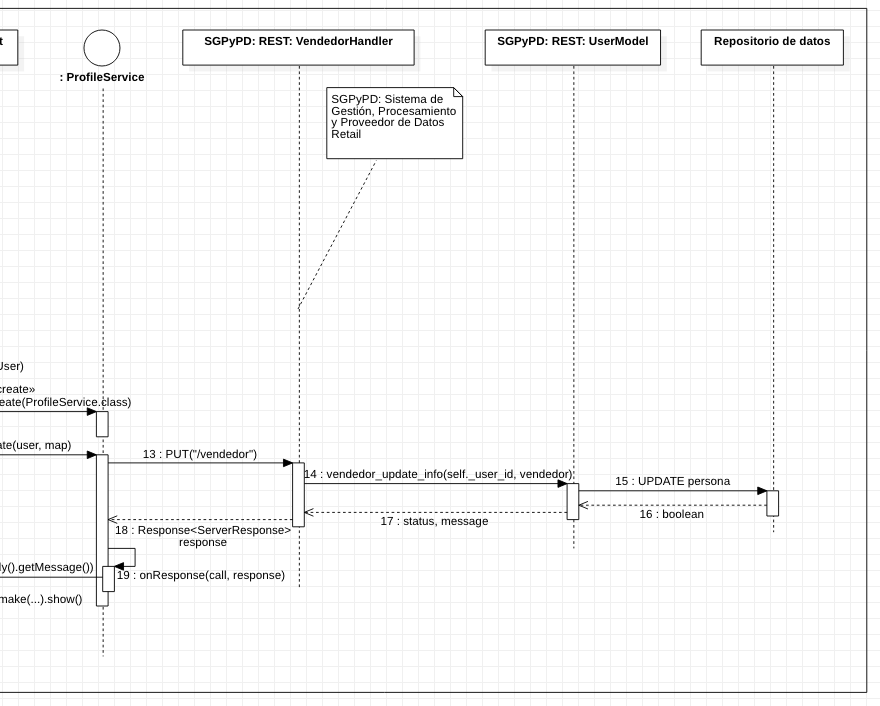 t
: ProfileService
SGPyPD: REST: VendedorHandler
SGPyPD: REST: UserModel
Repositorio de datos
SGPyPD: Sistema de
Gestión, Procesamiento
y Proveedor de Datos
Retail
User)
create»
eate(ProfileService.class)
ate(user, map)
13 : PUT("/vendedor")
14 : vendedor_update_info(self._user_id, vendedor)
15 : UPDATE persona
16 : boolean
17 : status, message
18 : Response<ServerResponse>
response
19 : onResponse(call, response)
ly().getMessage())
make(...).show()